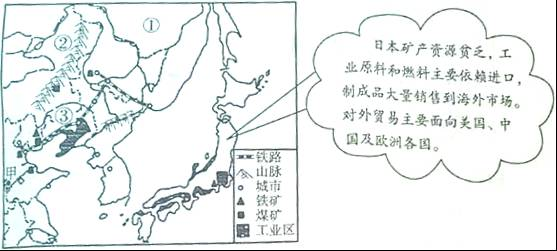 ①
②
③
甲
日本矿产资源贫乏,工
业原料和燃料主要依赖进口,
制成品大量销售到海外市场。
对外贸易主要面向美国、中
国及欧洲各国。
铁路
山脉
城市
铁矿
煤矿
工业区